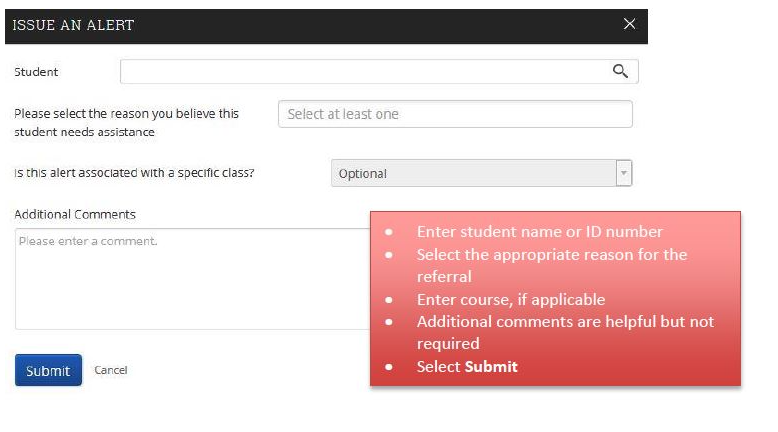 ISSUE AN ALERT
Student
Please select the reason you believe this
student needs assistance
Select at least one
Is this alert associated with a specific class?
Optional
Additional Comments
Please enter a comment.
• Enter student name or ID number
• Select the appropriate reason for the
referral
• Enter course, if applicable
• Additional comments are helpful but not
required
• Select Submit
Submit
Cancel